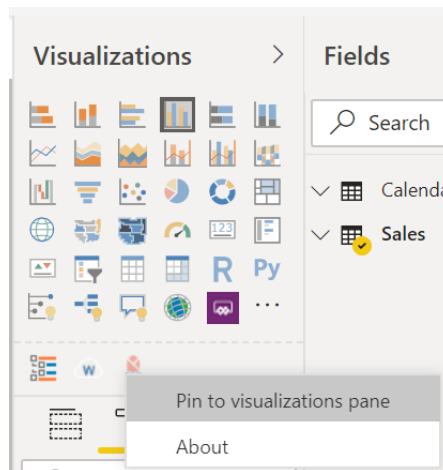 Visualizations
Fields
Search
Calenda
Sales
123
R
Py
W
Pin to visualizations pane
About